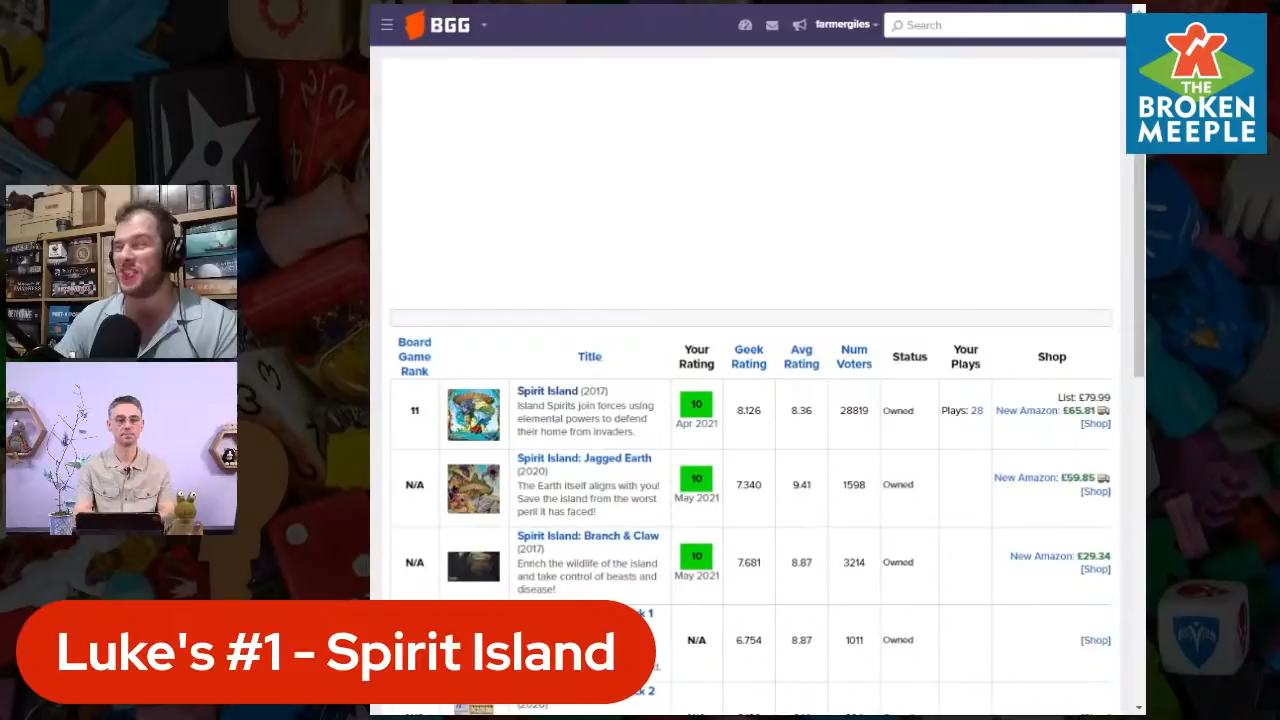 BGG
farmergiles
Search
THE
BROKEN
MEEPLE
Board
Game
Rank
Title
Your
Rating
Geek
Rating
Avg
Rating
Num
Voters
Status
Your
Plays
Shop
11
Spirit Island (2017)
Island Spirits join forces using
elemental powers to defend
their home from invaders.
10
Apr 2021
8.126
8.36
28819
Owned
Plays: 28
List: £79.99
New Amazon: £65.81
[Shop]
N/A
Spirit Island: Jagged Earth
(2020)
The Earth itself aligns with you!
Save the island from the worst
peril it has faced!
10
May 2021
7.340
9.41
1598
Owned
New Amazon: £59.85
[Shop]
N/A
Spirit Island: Branch & Claw
(2017)
Enrich the wildlife of the island
and take control of beasts and
disease!
10
May 2021
7.681
8.87
3214
Owned
New Amazon: £29.34
[Shop]
k 1
N/A
6.754
8.87
1011
Owned
[Shop]
k 2
(2020)
Luke's #1 - Spirit Island